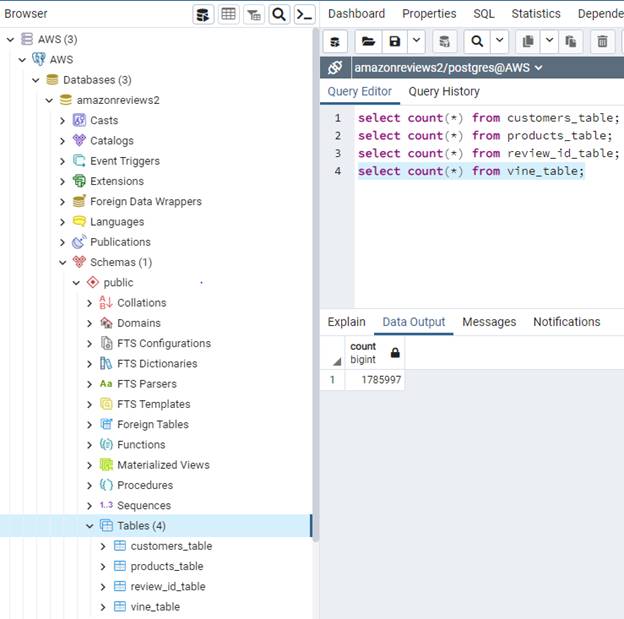 Browser
AWS (3)
AWS
Databases (3)
amazonreviews2
Casts
Catalogs
Event Triggers
Extensions
Foreign Data Wrappers
Languages
Publications
Schemas (1)
public
Collations
Domains
FTS Configurations
FTS Dictionaries
Aa FTS Parsers
FTS Templates
Foreign Tables
Functions
Materialized Views
Procedures
1..3 Sequences
Tables (4)
customers_table
products_table
review_id_table
vine_table
Dashboard Properties SQL Statistics Depende
amazonreviews2/postgres@AWS
Query Editor Query History
1 select count(*) from customers_table;
2 select count(*) from products_table;
3 select count(*) from review_id_table;
4 select count(*) from vine_table;
Explain Data Output Messages Notifications
count
bigint
1 1785997